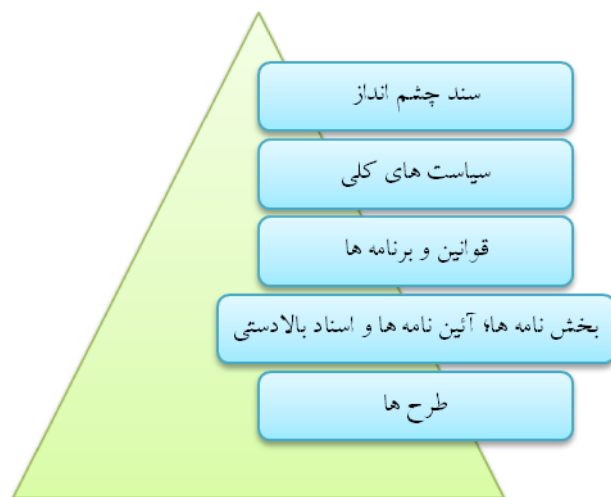 سند چشم انداز
سیاست های کلی
قوانین و برنامه ها
بخش نامه ها؛ آئین نامه ها و اسناد بالادستی
طرح ها